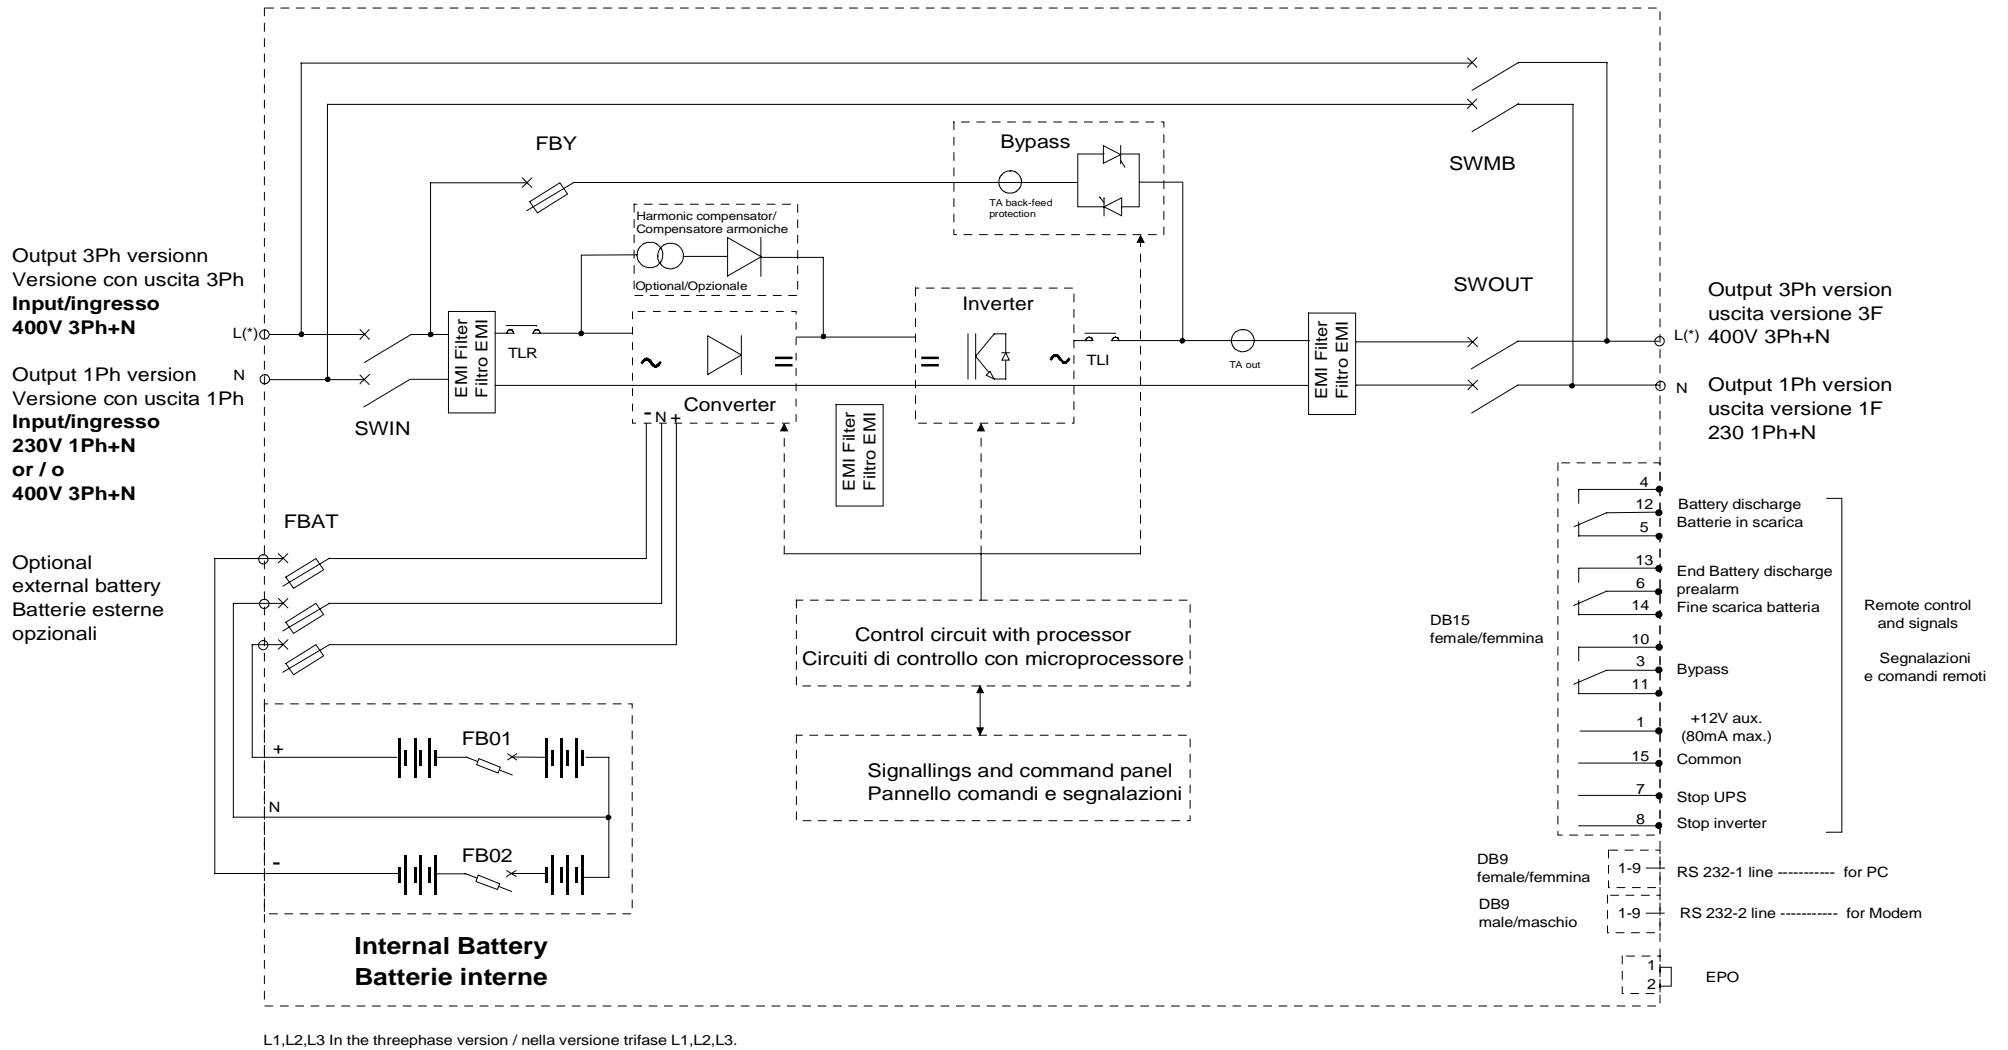 FBY
Bypass
TA back-feed
protection
SWMB
Harmonic compensator/
Compensatore armoniche
Optional/Opzionale
Output 3Ph versionn
Versione con uscita 3Ph
Input/ingresso
400V 3Ph+N
L(*)
Output 1Ph version
Versione con uscita 1Ph
Input/ingresso
230V 1Ph+N
or / o
400V 3Ph+N
N
SWIN
EMI Filter
Filtro EMI
TLR
~
=
Converter
- N +
EMI Filter
Filtro EMI
Inverter
=
~
TLI
TA out
EMI Filter
Filtro EMI
SWOUT
L(*)
N
Output 3Ph version
uscita versione 3F
400V 3Ph+N
Output 1Ph version
uscita versione 1F
230 1Ph+N
FBAT
Optional
external battery
Batterie esterne
opzionali
Control circuit with processor
Circuiti di controllo con microprocessore
Signallings and command panel
Pannello comandi e segnalazioni
+
FB01
N
-
FB02
Internal Battery
Batterie interne
DB15
female/femmina
4
12
5
Battery discharge
Batterie in scarica
13
6
14
End Battery discharge
prealarm
Fine scarica batteria
10
3
11
Bypass
1
+12V aux.
(80mA max.)
15
Common
7
Stop UPS
8
Stop inverter
Remote control
and signals
Segnalazioni
e comandi remoti
DB9
female/femmina
1-9
RS 232-1 line ----------- for PC
DB9
male/maschio
1-9
RS 232-2 line ----------- for Modem
1
2
EPO
L1,L2,L3 In the threephase version / nella versione trifase L1,L2,L3.